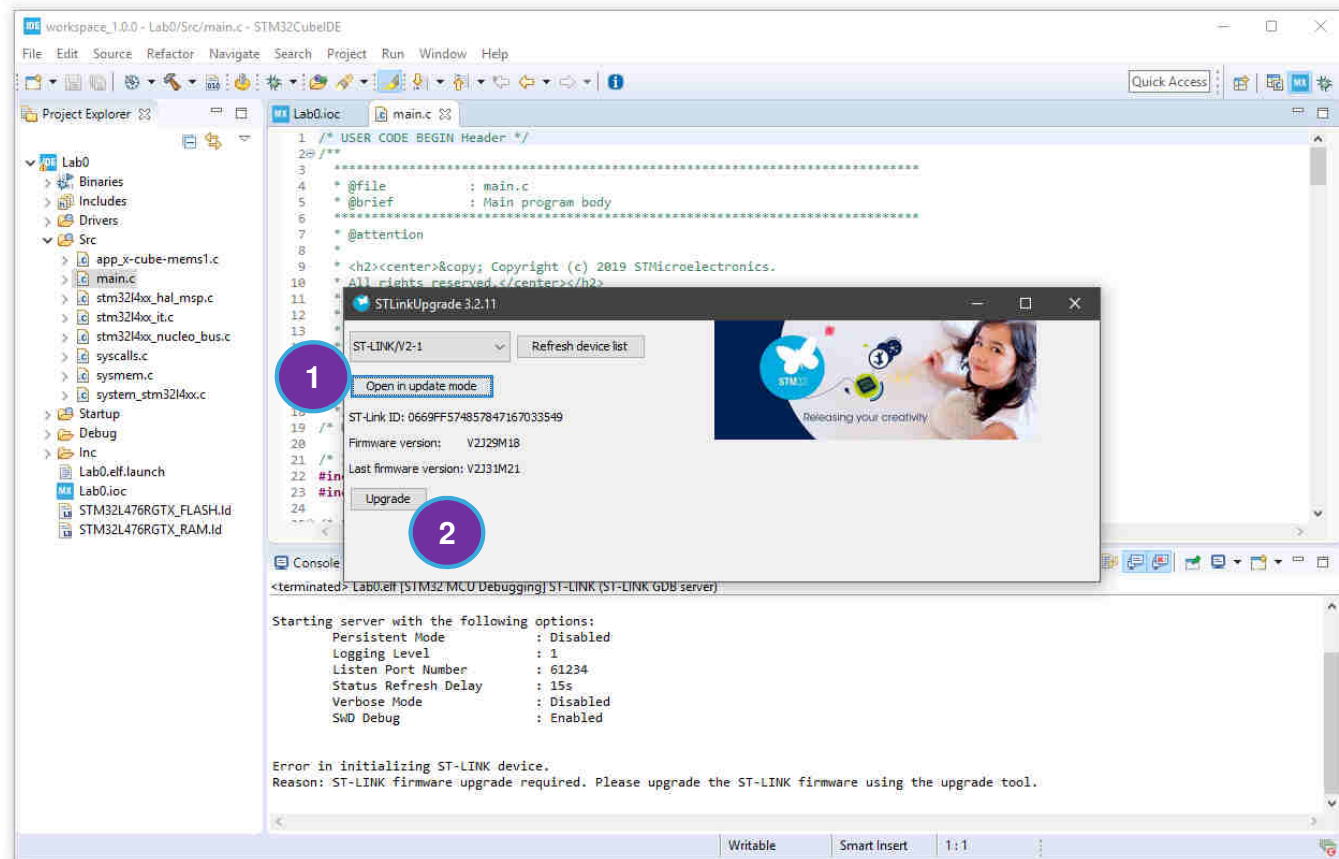 IDE workspace_1.0.0 - Lab0/Src/main.c - STM32CubeIDE
File Edit Source Refactor Navigate Search Project Run Window Help
Quick Access
MX
Project Explorer
MX Lab0.ioc
main.c
1 /* USER CODE BEGIN Header */
2 /**
3 ******************************************************************************
4 * @file : main.c
5 * @brief : Main program body
6 ******************************************************************************
7 * @attention
8 *
9 * <h2><center>&copy; Copyright (c) 2019 STMicroelectronics.
10 * All rights reserved.</center></h2>
11 *
12 *
13 *
19 /*
20
21 /*
22 #in
23 #in
24
IDE Lab0
Binaries
Includes
Drivers
Src
app_x-cube-mems1.c
main.c
stm32l4xx_hal_msp.c
stm32l4xx_it.c
stm32l4xx_nucleo_bus.c
syscalls.c
sysmem.c
system_stm32l4xx.c
Startup
Debug
Inc
Lab0.elf.launch
MX Lab0.ioc
STM32L476RGTX_FLASH.ld
STM32L476RGTX_RAM.ld
STLinkUpgrade 3.2.11
ST-LINK/V2-1
Refresh device list
1
Open in update mode
ST-Link ID: 0669FF574857847167033549
Firmware version: V2J29M18
Last firmware version: V2J31M21
Upgrade
2
STM32
Releasing your creativity
Console
<terminated> Lab0.elf [STM32 MCU Debugging] ST-LINK (ST-LINK GDB server)
Starting server with the following options:
Persistent Mode : Disabled
Logging Level : 1
Listen Port Number : 61234
Status Refresh Delay : 15s
Verbose Mode : Disabled
SWD Debug : Enabled
Error in initializing ST-LINK device.
Reason: ST-LINK firmware upgrade required. Please upgrade the ST-LINK firmware using the upgrade tool.
Writable
Smart Insert
1 : 1